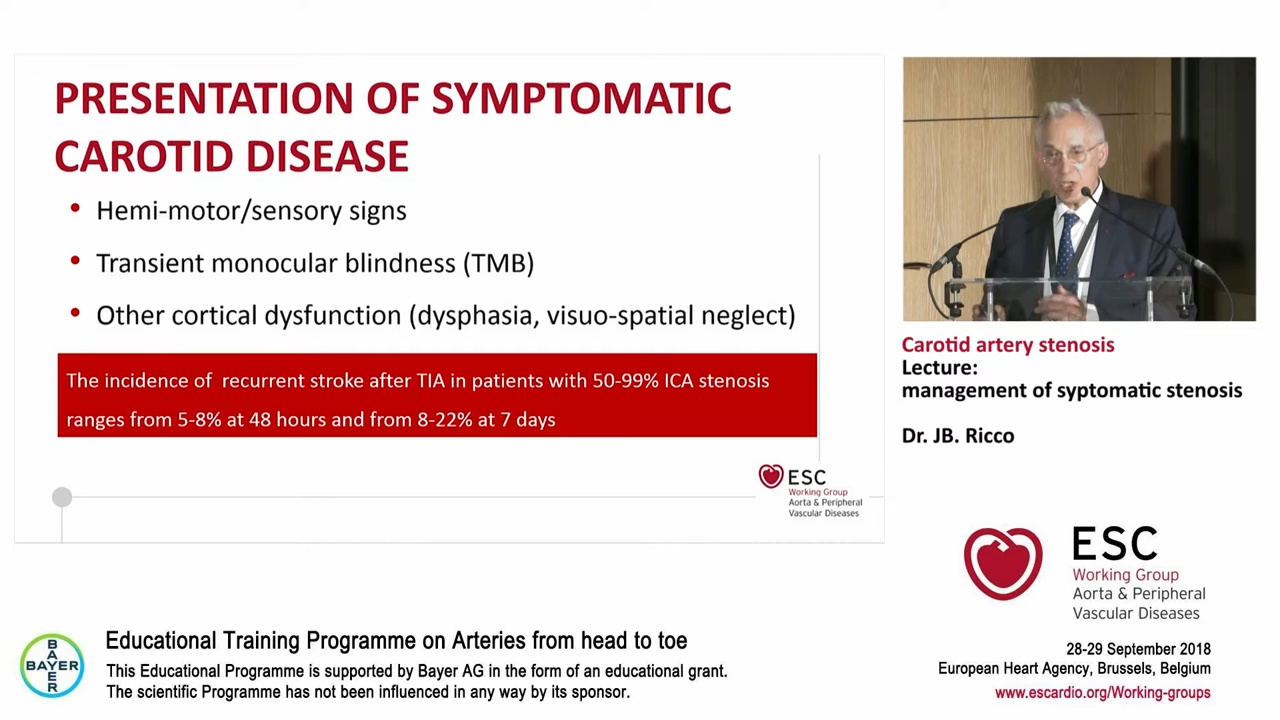 PRESENTATION OF SYMPTOMATIC
CAROTID DISEASE
• Hemi-motor/sensory signs
• Transient monocular blindness (TMB)
• Other cortical dysfunction (dysphasia, visuo-spatial neglect)
The incidence of recurrent stroke after TIA in patients with 50-99% ICA stenosis
ranges from 5-8% at 48 hours and from 8-22% at 7 days
ESC
Working Group
Aorta & Peripheral
Vascular Diseases
Carotid artery stenosis
Lecture:
management of syptomatic stenosis
Dr. JB. Ricco
ESC
Working Group
Aorta & Peripheral
Vascular Diseases
BAYER
BAYER
Educational Training Programme on Arteries from head to toe
This Educational Programme is supported by Bayer AG in the form of an educational grant.
The scientific Programme has not been influenced in any way by its sponsor.
28-29 September 2018
European Heart Agency, Brussels, Belgium
www.escardio.org/Working-groups